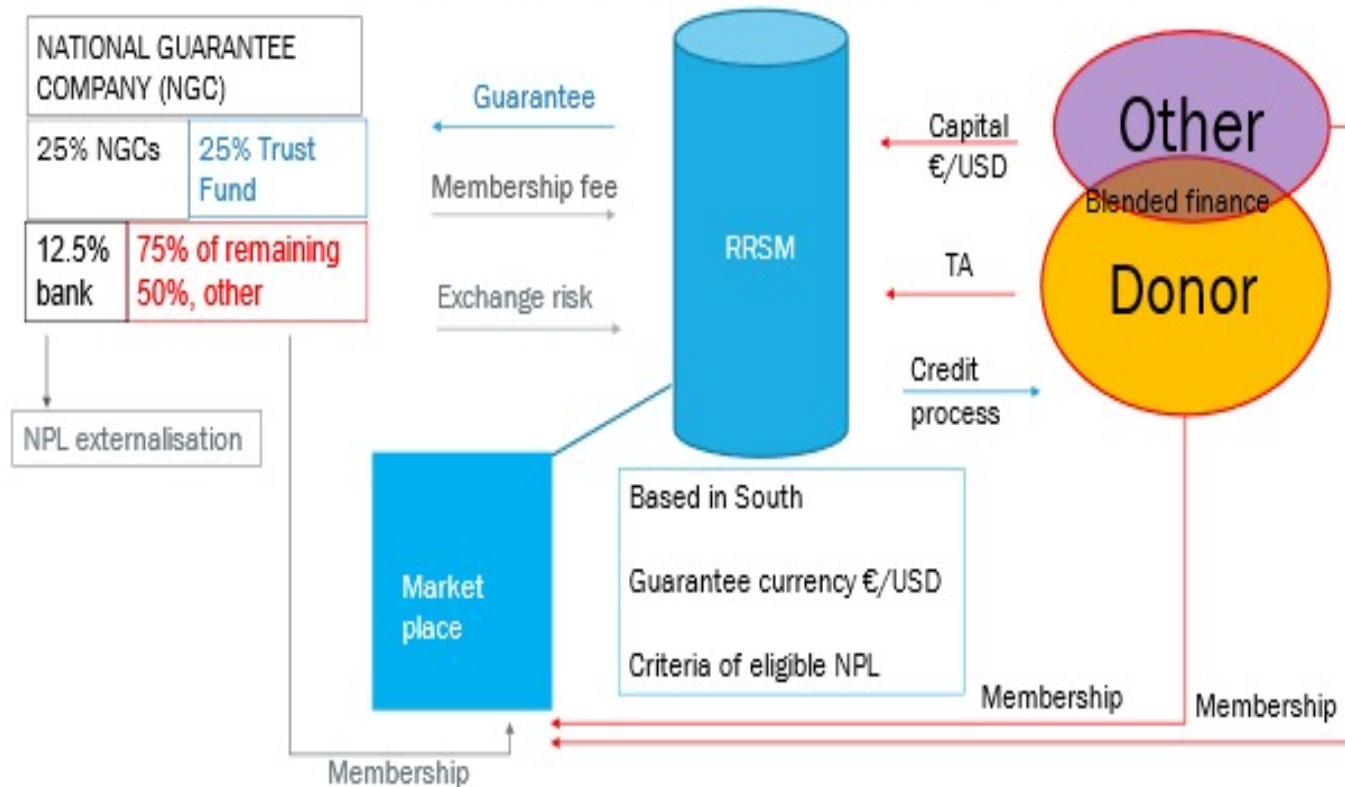 NATIONAL GUARANTEE
COMPANY (NGC)
25% NGCs
25% Trust
Fund
12.5%
bank
75% of remaining
50%, other
NPL externalisation
Guarantee
Membership fee
Exchange risk
RRSM
Capital
€/USD
TA
Credit
process
Other
Blended finance
Donor
Market
place
Based in South
Guarantee currency €/USD
Criteria of eligible NPL
Membership
Membership
Membership